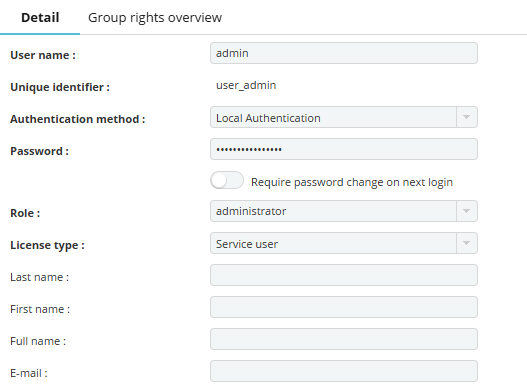 Detail Group rights overview
User name : admin
Unique identifier : user_admin
Authentication method : Local Authentication
Password : ••••••••••••••••
Require password change on next login
Role : administrator
License type : Service user
Last name :
First name :
Full name :
E-mail :